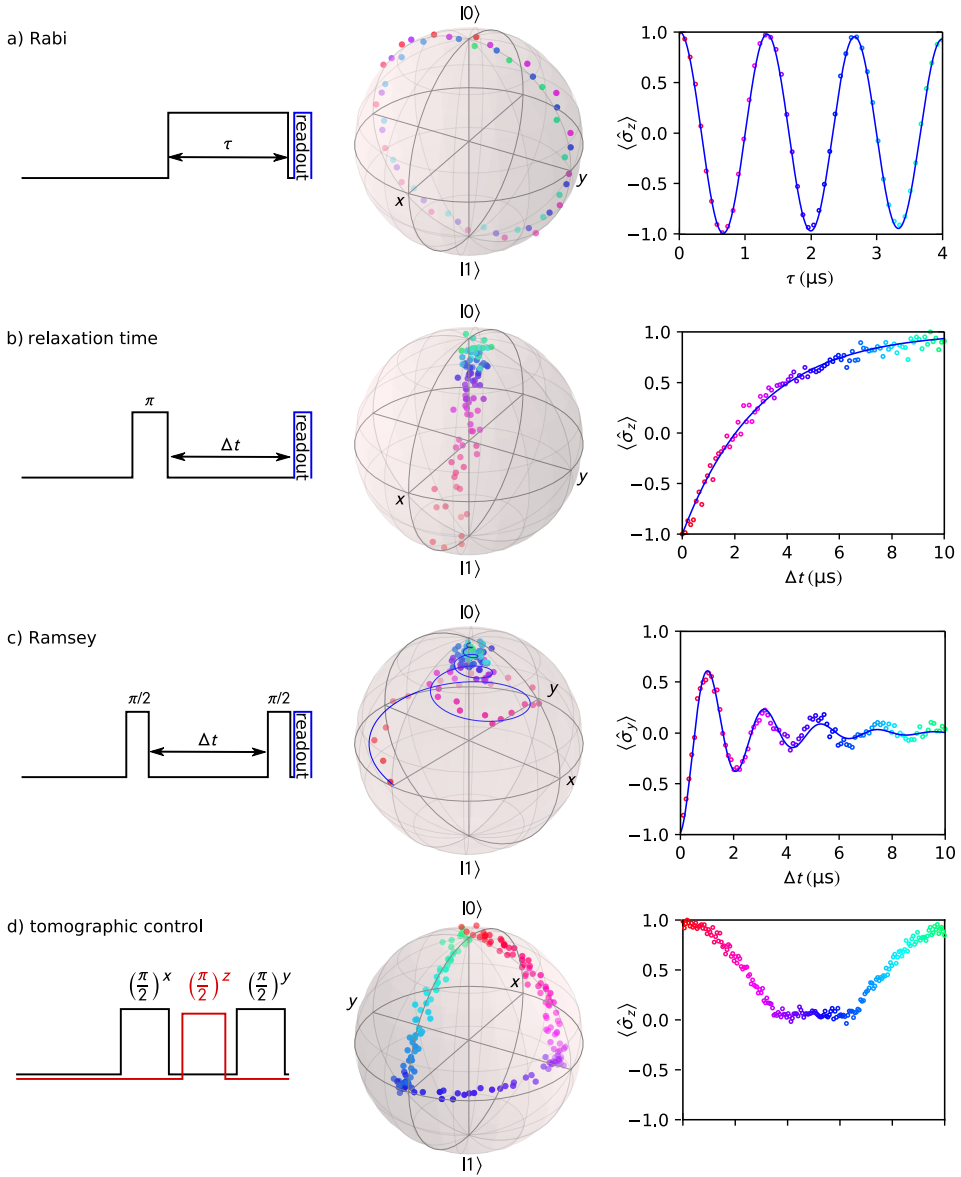 a) Rabi
τ
readout
|0⟩
x
y
|1⟩
⟨σ̂z⟩
1.0
0.5
0.0
−0.5
−1.0
0 1 2 3 4
τ (μs)
b) relaxation time
π
Δt
readout
|0⟩
x
y
|1⟩
⟨σ̂z⟩
1.0
0.5
0.0
−0.5
−1.0
0 2 4 6 8 10
Δt (μs)
c) Ramsey
π/2
π/2
Δt
readout
|0⟩
y
x
|1⟩
⟨σ̂y⟩
1.0
0.5
0.0
−0.5
−1.0
0 2 4 6 8 10
Δt (μs)
d) tomographic control
(π/2)^x (π/2)^z (π/2)^y
|0⟩
y
x
|1⟩
⟨σ̂z⟩
1.0
0.5
0.0
−0.5
−1.0